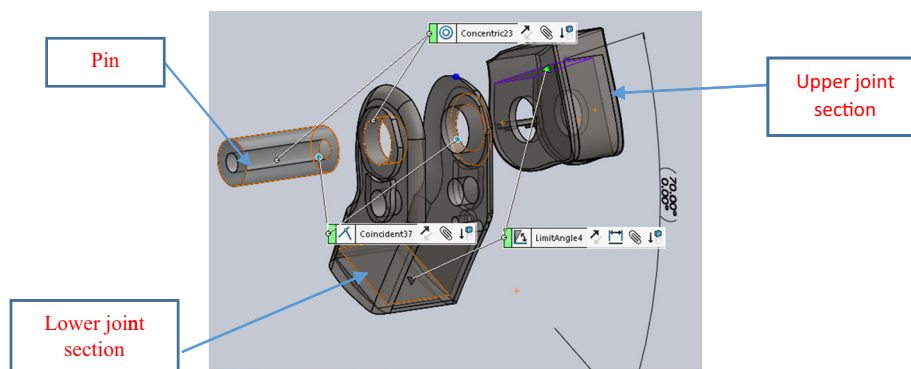 Concentric23
Pin
Upper joint
section
70.00°
0.00°
Coincident37
LimitAngle4
Lower joint
section